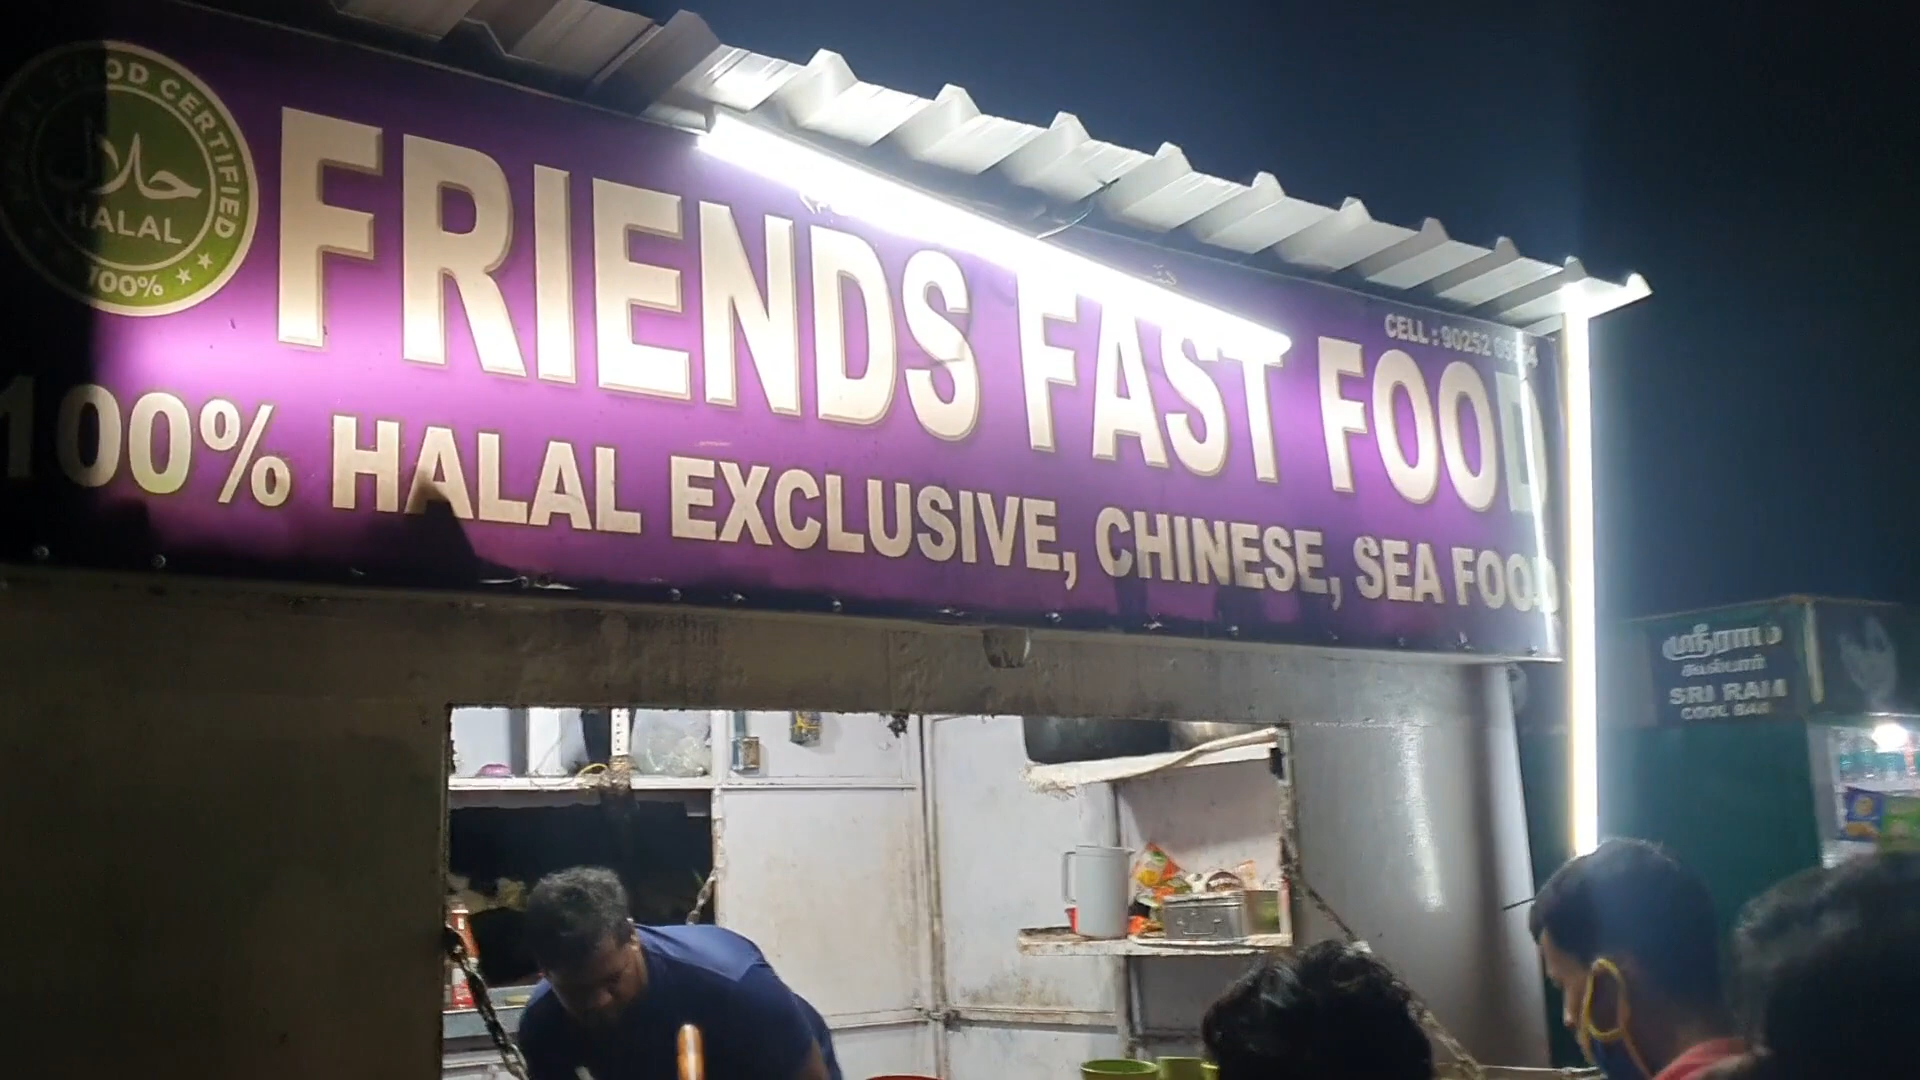 HALAL FOOD CERTIFIED
حلال
HALAL
100%
FRIENDS FAST FOOD
CELL : 90252
100% HALAL EXCLUSIVE, CHINESE, SEA FOOD
ஸ்ரீராம்
SRI RAM
COOL BAR